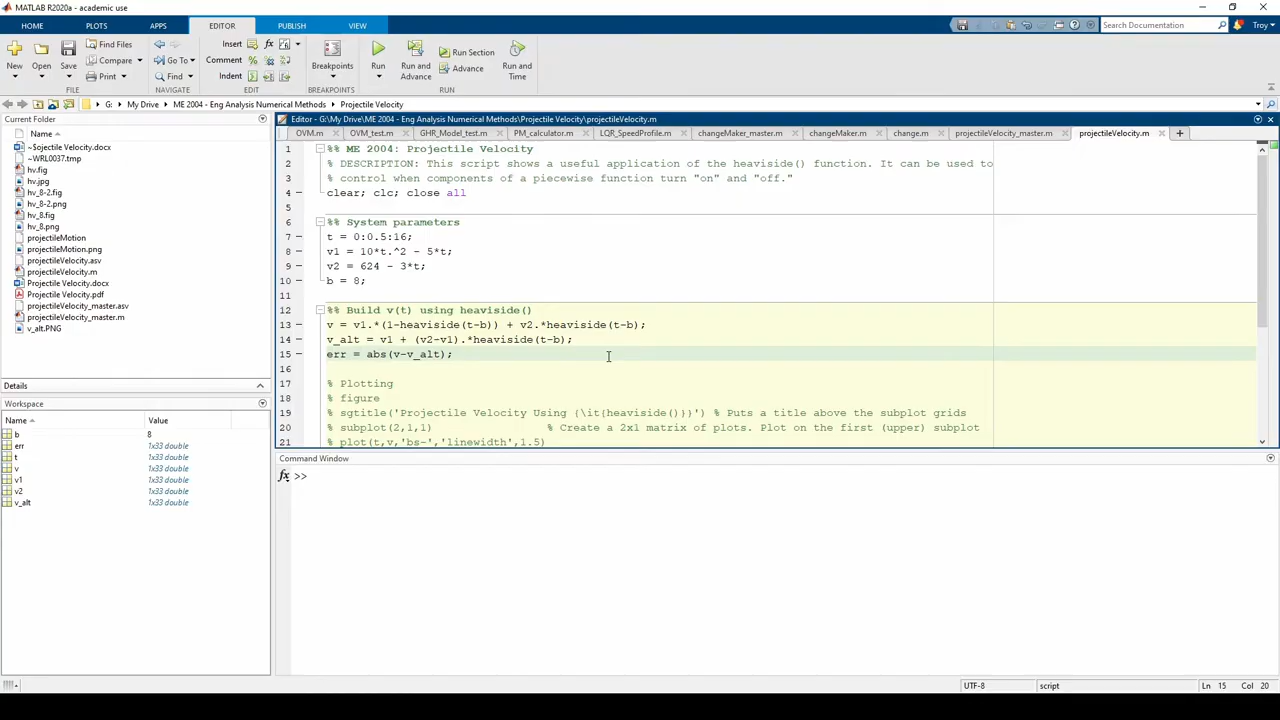 MATLAB R2020a - academic use
HOME PLOTS APPS EDITOR PUBLISH VIEW
Search Documentation
Troy
New Open Save
Find Files
Compare
Print
FILE
Go To
Find
NAVIGATE
Insert
Comment
Indent
EDIT
Breakpoints
BREAKPOINTS
Run
Run and Advance
Run Section
Advance
Run and Time
RUN
G: My Drive ME 2004 - Eng Analysis Numerical Methods Projectile Velocity
Current Folder
Name
~$ojectile Velocity.docx
~WRL0037.tmp
hv.fig
hv.jpg
hv_8-2.fig
hv_8-2.png
hv_8.fig
hv_8.png
projectileMotion
projectileMotion.png
projectileVelocity.asv
projectileVelocity.m
Projectile Velocity.docx
Projectile Velocity.pdf
projectileVelocity_master.asv
projectileVelocity_master.m
v_alt.PNG
Details
Workspace
Name Value
b 8
err 1x33 double
t 1x33 double
v 1x33 double
v1 1x33 double
v2 1x33 double
v_alt 1x33 double
Editor - G:\My Drive\ME 2004 - Eng Analysis Numerical Methods\Projectile Velocity\projectileVelocity.m
OVM.m OVM_test.m GHR_Model_test.m PM_calculator.m LQR_SpeedProfile.m changeMaker_master.m changeMaker.m change.m projectileVelocity_master.m projectileVelocity.m
1 %% ME 2004: Projectile Velocity
2 % DESCRIPTION: This script shows a useful application of the heaviside() function. It can be used to
3 % control when components of a piecewise function turn "on" and "off."
4 clear; clc; close all
5
6 %% System parameters
7 t = 0:0.5:16;
8 v1 = 10*t.^2 - 5*t;
9 v2 = 624 - 3*t;
10 b = 8;
11
12 %% Build v(t) using heaviside()
13 v = v1.*(1-heaviside(t-b)) + v2.*heaviside(t-b);
14 v_alt = v1 + (v2-v1).*heaviside(t-b);
15 err = abs(v-v_alt);
16
17 % Plotting
18 % figure
19 % sgtitle('Projectile Velocity Using {\it{heaviside()}}') % Puts a title above the subplot grids
20 % subplot(2,1,1) % Create a 2x1 matrix of plots. Plot on the first (upper) subplot
21 % plot(t,v,'bs-','linewidth',1.5)
Command Window
fx >>
UTF-8 script Ln 15 Col 20